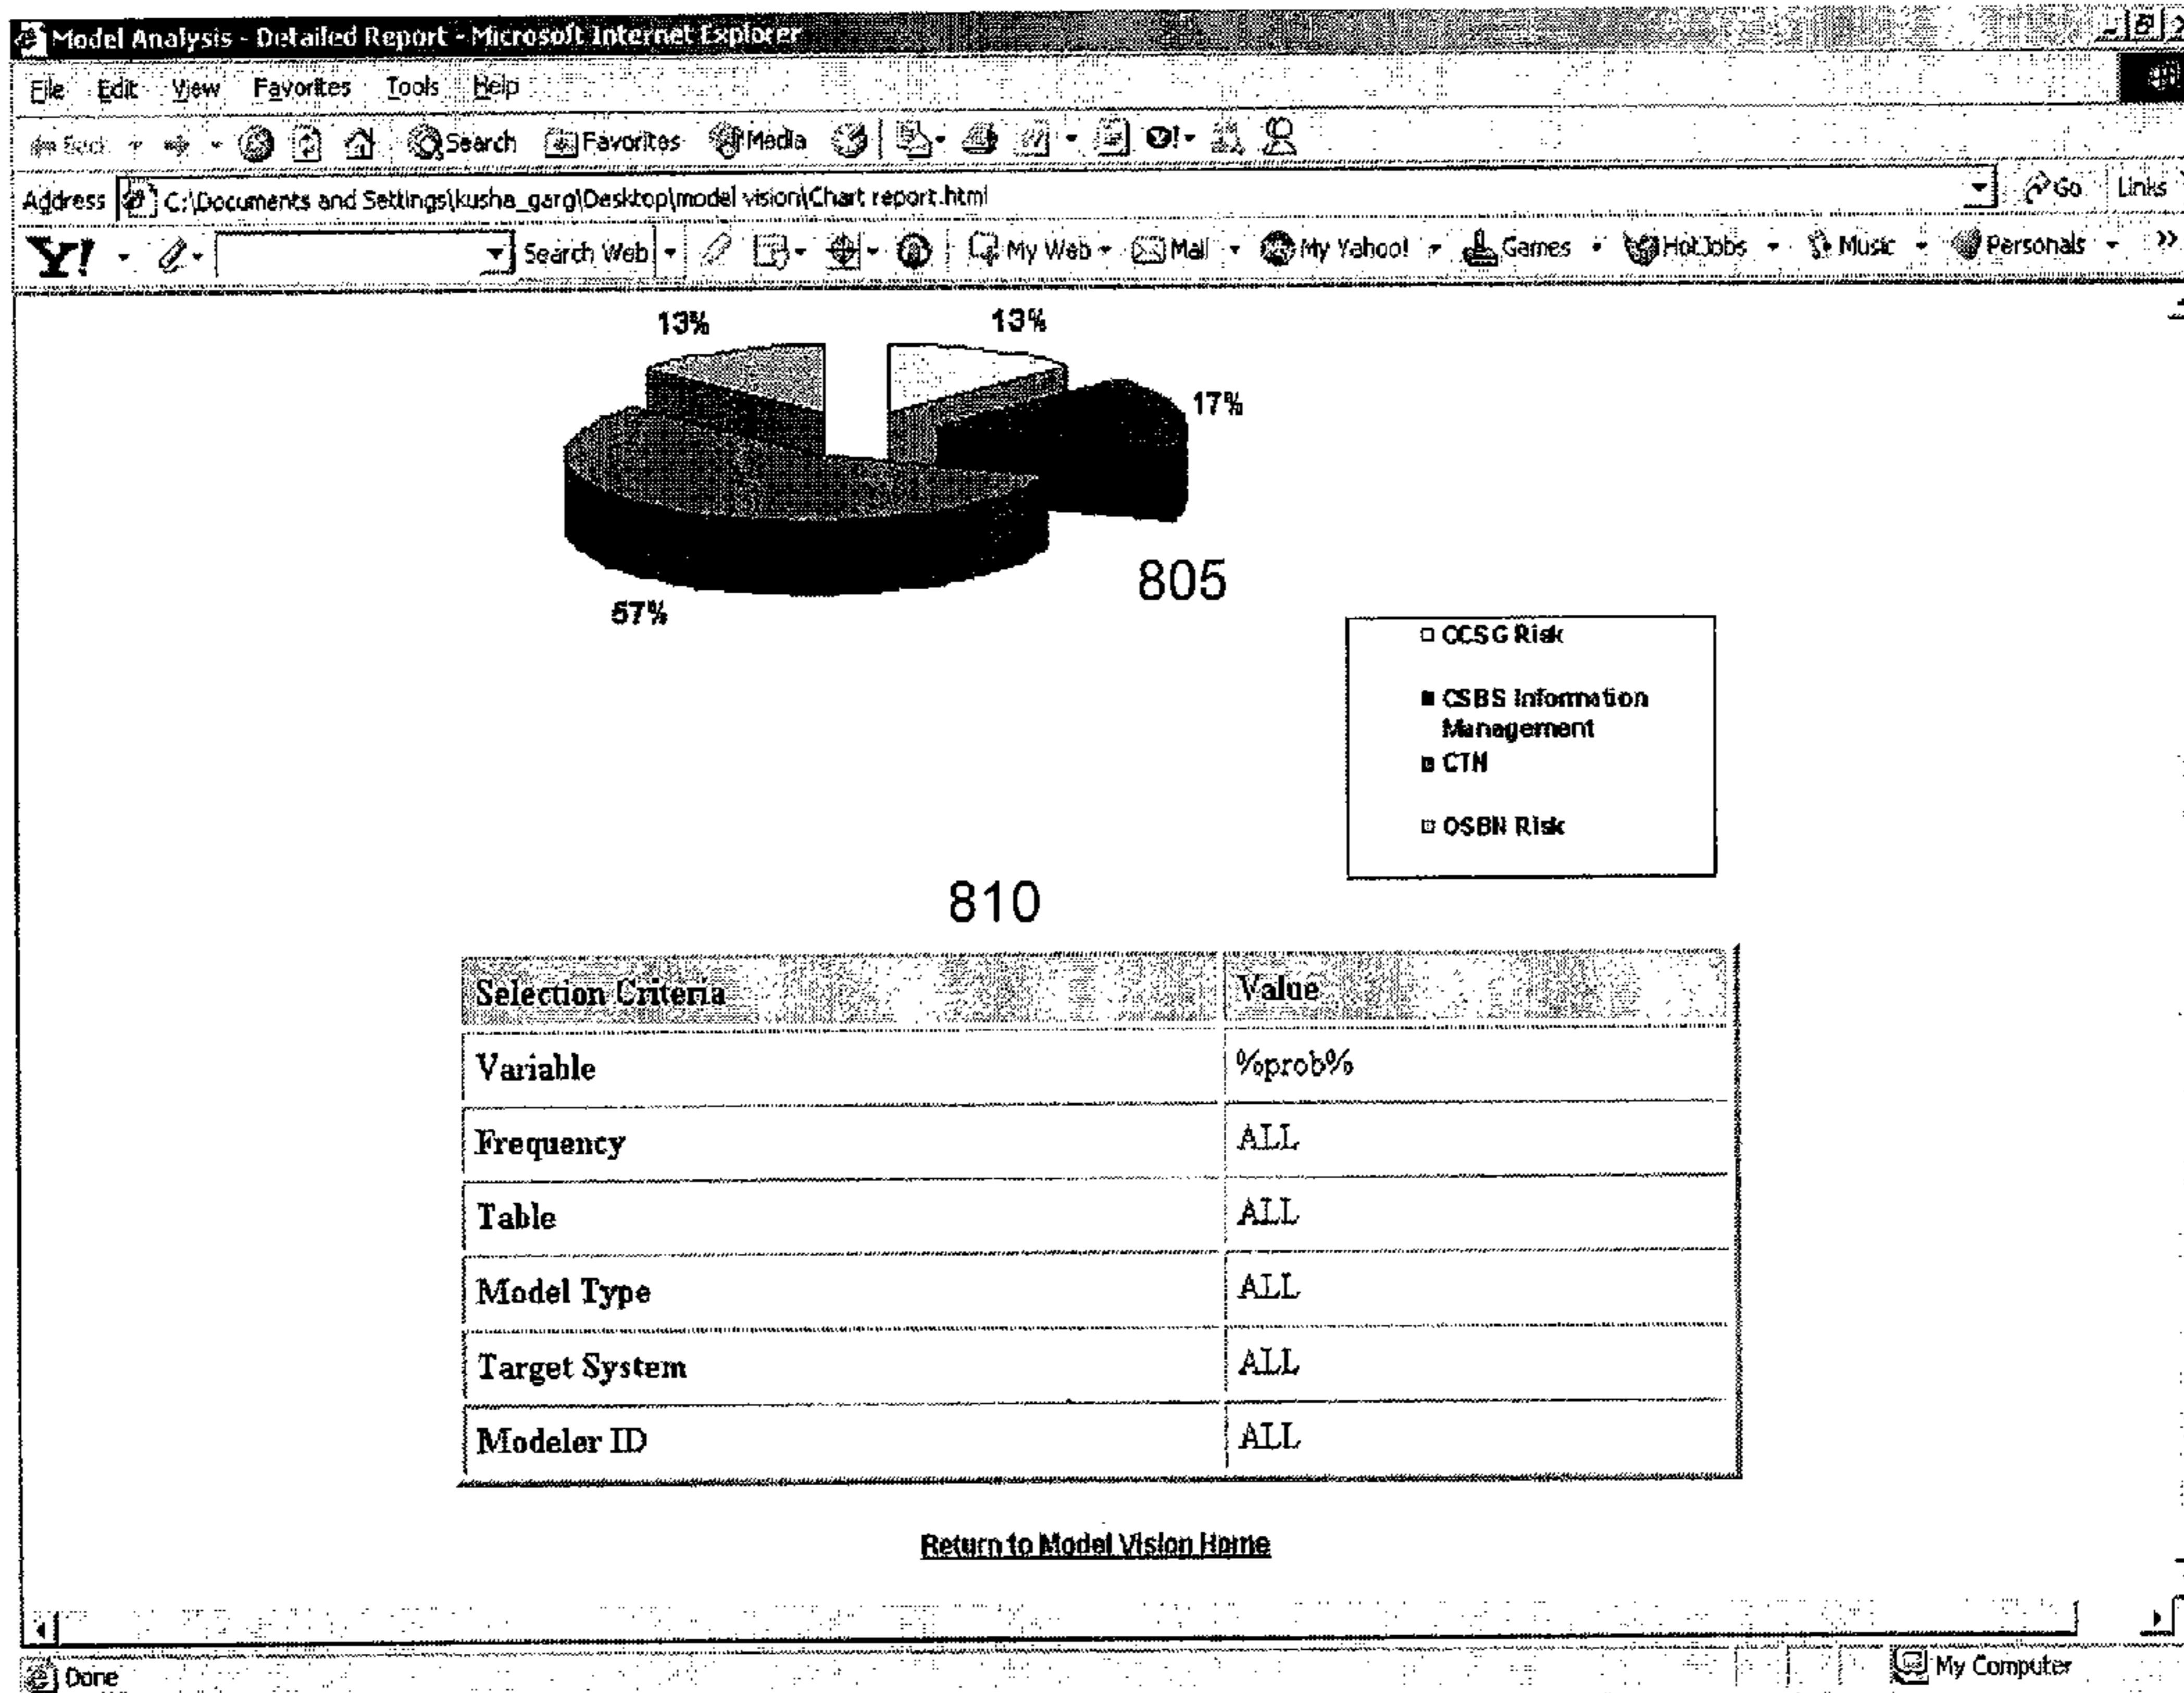 Model Analysis - Detailed Report - Microsoft Internet Explorer
File Edit View Favorites Tools Help
Back Search Favorites Media
Address C:\Documents and Settings\kusha_garg\Desktop\model vision\Chart report.html Go Links
Y! Search Web My Web Mail My Yahoo! Games HotJobs Music Personals »
13% 13%
17%
57%
805
CCSG Risk
CSBS Information
Management
CTN
OSBN Risk
810
Selection Criteria Value
Variable %prob%
Frequency ALL
Table ALL
Model Type ALL
Target System ALL
Modeler ID ALL
Return to Model Vision Home
Done My Computer